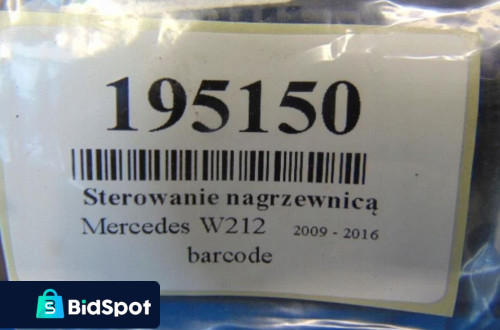 195150
Sterowanie nagrzewnicą
Mercedes W212 2009 - 2016
barcode
S BidSpot